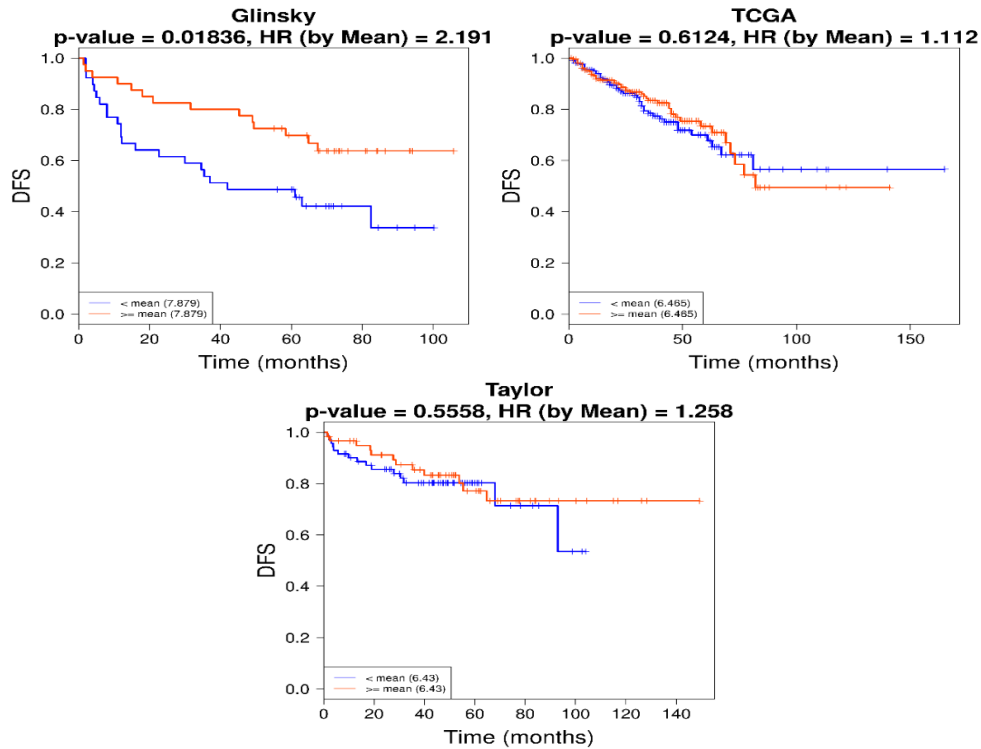 Glinsky
p-value = 0.01836, HR (by Mean) = 2.191
DFS
1.0
0.8
0.6
0.4
0.2
0.0
< mean (7.879)
>= mean (7.879)
0 20 40 60 80 100
Time (months)
TCGA
p-value = 0.6124, HR (by Mean) = 1.112
DFS
1.0
0.8
0.6
0.4
0.2
0.0
< mean (6.465)
>= mean (6.465)
0 50 100 150
Time (months)
Taylor
p-value = 0.5558, HR (by Mean) = 1.258
DFS
1.0
0.8
0.6
0.4
0.2
0.0
< mean (6.43)
>= mean (6.43)
0 20 40 60 80 100 140
Time (months)